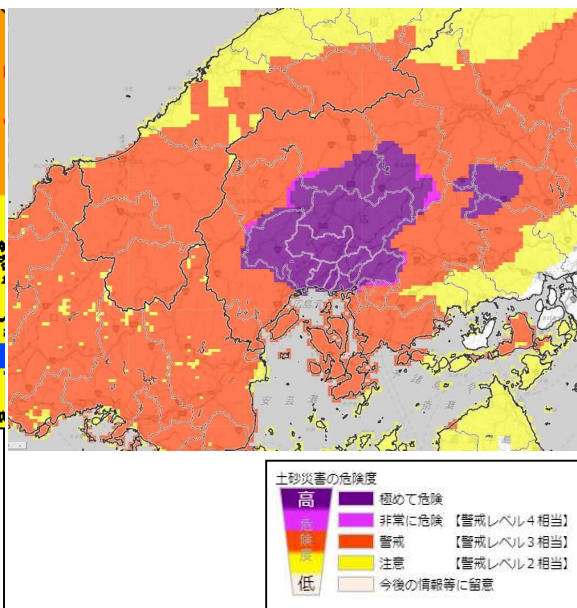 土砂災害の危険度
高
危険度
低
極めて危険
非常に危険 【警戒レベル4相当】
警戒 【警戒レベル3相当】
注意 【警戒レベル2相当】
今後の情報等に留意